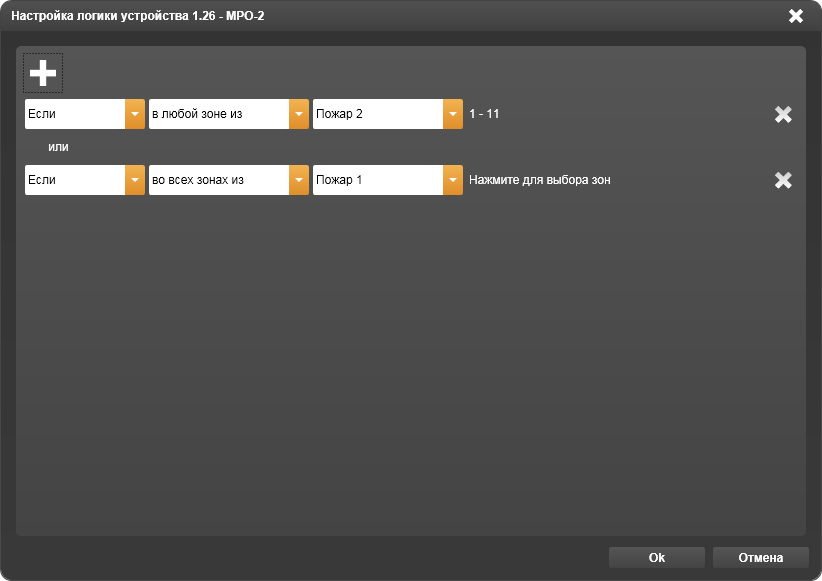 Настройка логики устройства 1.26 - МРО-2
Если в любой зоне из Пожар 2 1 - 11
или
Если во всех зонах из Пожар 1 Нажмите для выбора зон
Ok Отмена